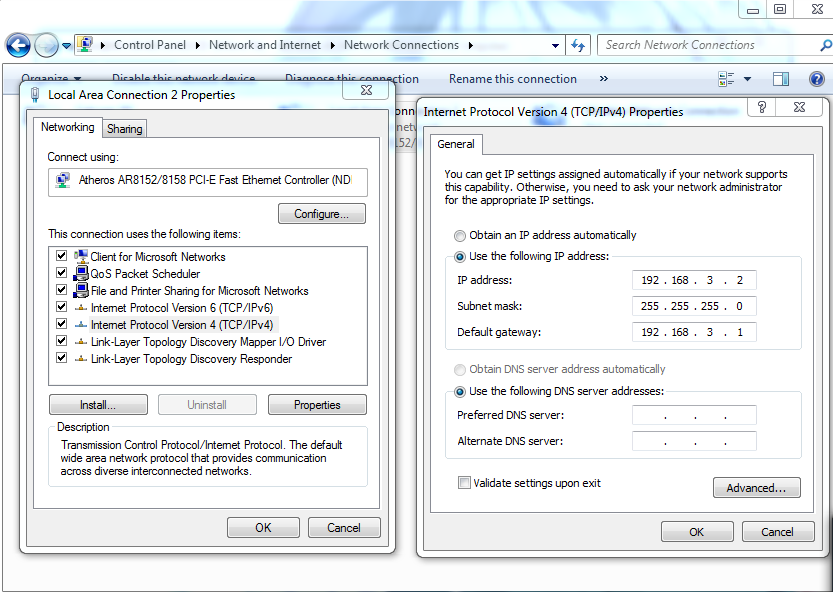 Control Panel
Network and Internet
Network Connections
Search Network Connections
Organize
Disable this network device
Diagnose this connection
Rename this connection
»
Local Area Connection 2 Properties
Networking
Sharing
Connect using:
Atheros AR8152/8158 PCI-E Fast Ethernet Controller (ND
Configure...
This connection uses the following items:
Client for Microsoft Networks
QoS Packet Scheduler
File and Printer Sharing for Microsoft Networks
Internet Protocol Version 6 (TCP/IPv6)
Internet Protocol Version 4 (TCP/IPv4)
Link-Layer Topology Discovery Mapper I/O Driver
Link-Layer Topology Discovery Responder
Install...
Uninstall
Properties
Description
Transmission Control Protocol/Internet Protocol. The default
wide area network protocol that provides communication
across diverse interconnected networks.
OK
Cancel
Internet Protocol Version 4 (TCP/IPv4) Properties
?
General
You can get IP settings assigned automatically if your network supports
this capability. Otherwise, you need to ask your network administrator
for the appropriate IP settings.
Obtain an IP address automatically
Use the following IP address:
IP address:
192 . 168 . 3 . 2
Subnet mask:
255 . 255 . 255 . 0
Default gateway:
192 . 168 . 3 . 1
Obtain DNS server address automatically
Use the following DNS server addresses:
Preferred DNS server:
. . .
Alternate DNS server:
. . .
Validate settings upon exit
Advanced...
OK
Cancel